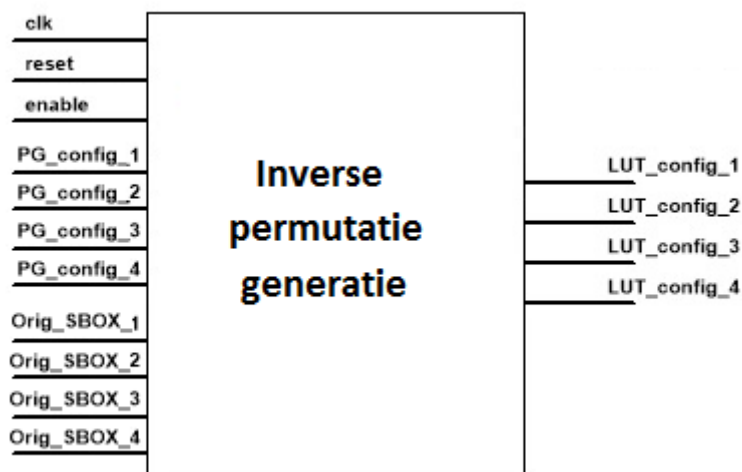 clk
reset
enable
PG_config_1
PG_config_2
PG_config_3
PG_config_4
Orig_SBOX_1
Orig_SBOX_2
Orig_SBOX_3
Orig_SBOX_4
Inverse
permutatie
generatie
LUT_config_1
LUT_config_2
LUT_config_3
LUT_config_4